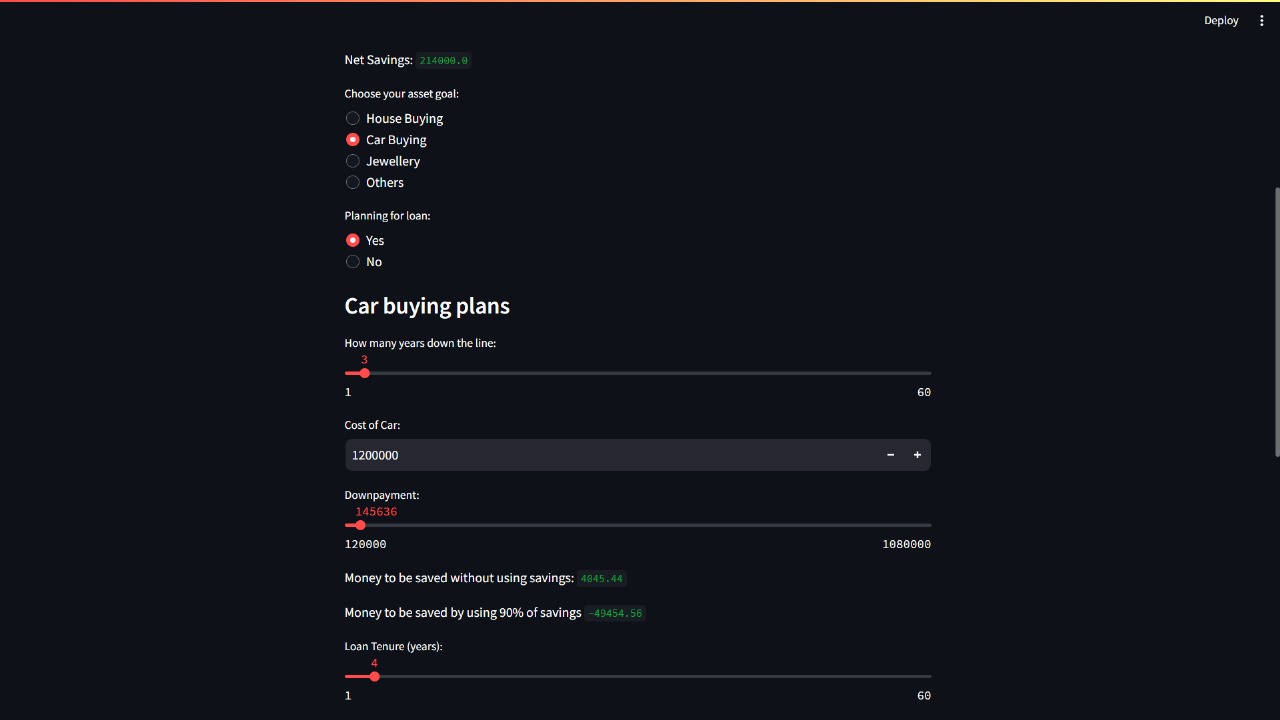 Deploy
Net Savings: 214000.0
Choose your asset goal:
House Buying
Car Buying
Jewellery
Others
Planning for loan:
Yes
No
Car buying plans
How many years down the line:
3
1 60
Cost of Car:
1200000 − +
Downpayment:
145636
120000 1080000
Money to be saved without using savings: 4045.44
Money to be saved by using 90% of savings -49454.56
Loan Tenure (years):
4
1 60